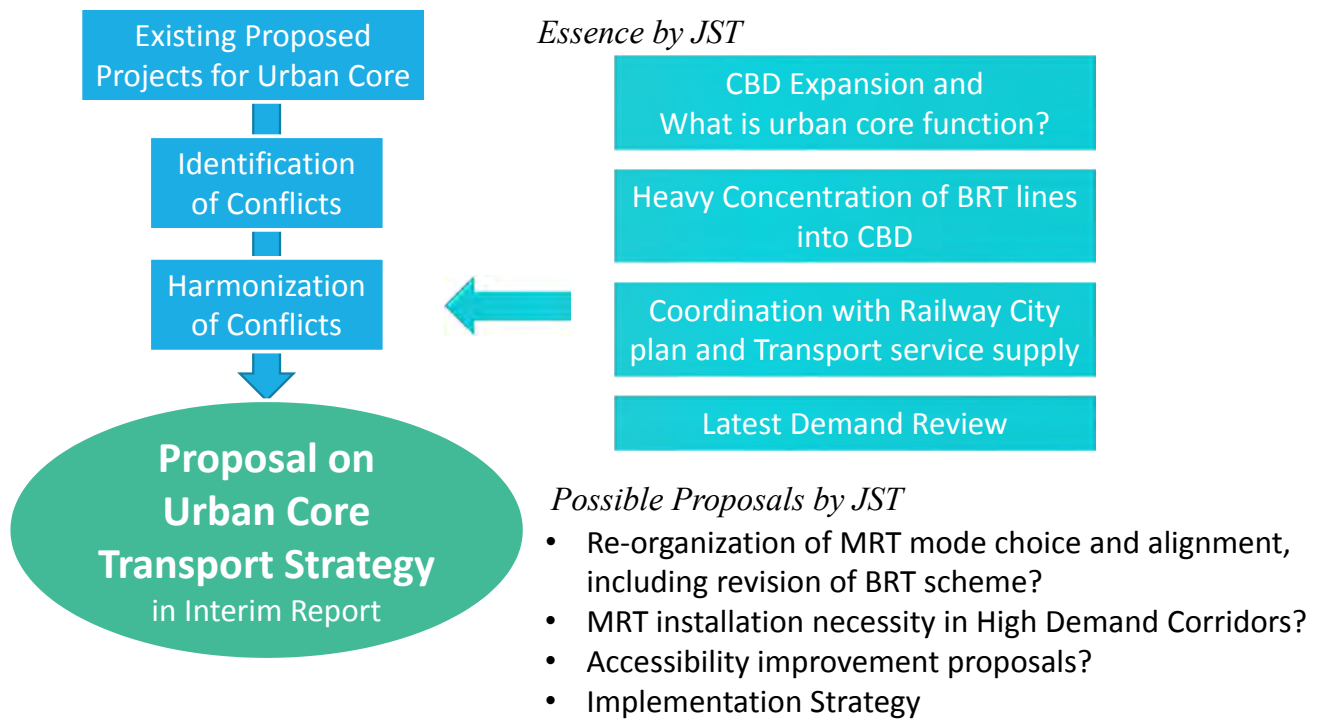 Existing Proposed
Projects for Urban Core
Identification
of Conflicts
Harmonization
of Conflicts
Proposal on
Urban Core
Transport Strategy
in Interim Report
Essence by JST
CBD Expansion and
What is urban core function?
Heavy Concentration of BRT lines
into CBD
Coordination with Railway City
plan and Transport service supply
Latest Demand Review
Possible Proposals by JST
• Re-organization of MRT mode choice and alignment,
including revision of BRT scheme?
• MRT installation necessity in High Demand Corridors?
• Accessibility improvement proposals?
• Implementation Strategy